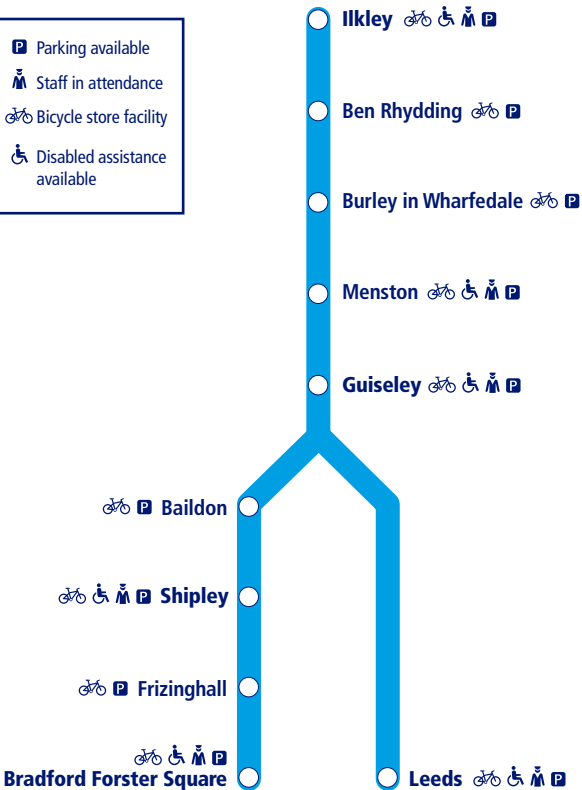 P Parking available
Staff in attendance
Bicycle store facility
Disabled assistance
available
Ilkley P
Ben Rhydding P
Burley in Wharfedale P
Menston P
Guiseley P
P Baildon
P Shipley
P Frizinghall
P
Bradford Forster Square
Leeds P